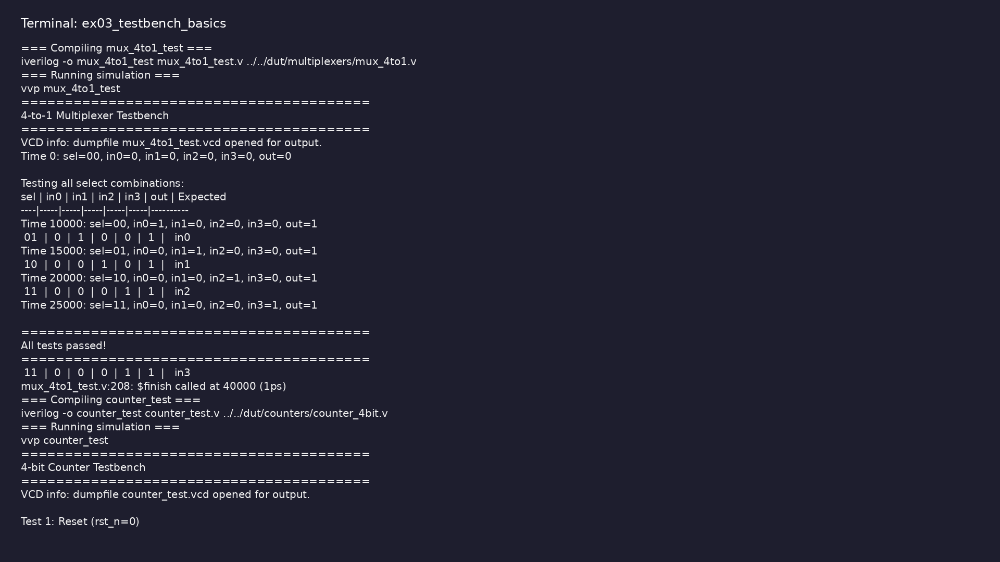 Terminal: ex03_testbench_basics
=== Compiling mux_4to1_test ===
iverilog -o mux_4to1_test mux_4to1_test.v ../../dut/multiplexers/mux_4to1.v
=== Running simulation ===
vvp mux_4to1_test
========================================
4-to-1 Multiplexer Testbench
========================================
VCD info: dumpfile mux_4to1_test.vcd opened for output.
Time 0: sel=00, in0=0, in1=0, in2=0, in3=0, out=0
Testing all select combinations:
sel | in0 | in1 | in2 | in3 | out | Expected
----|-----|-----|-----|-----|-----|----------
Time 10000: sel=00, in0=1, in1=0, in2=0, in3=0, out=1
 01  |  0  |  1  |  0  |  0  |  1  |   in0
Time 15000: sel=01, in0=0, in1=1, in2=0, in3=0, out=1
 10  |  0  |  0  |  1  |  0  |  1  |   in1
Time 20000: sel=10, in0=0, in1=0, in2=1, in3=0, out=1
 11  |  0  |  0  |  0  |  1  |  1  |   in2
Time 25000: sel=11, in0=0, in1=0, in2=0, in3=1, out=1
========================================
All tests passed!
========================================
 11  |  0  |  0  |  0  |  1  |  1  |   in3
mux_4to1_test.v:208: $finish called at 40000 (1ps)
=== Compiling counter_test ===
iverilog -o counter_test counter_test.v ../../dut/counters/counter_4bit.v
=== Running simulation ===
vvp counter_test
========================================
4-bit Counter Testbench
========================================
VCD info: dumpfile counter_test.vcd opened for output.
Test 1: Reset (rst_n=0)